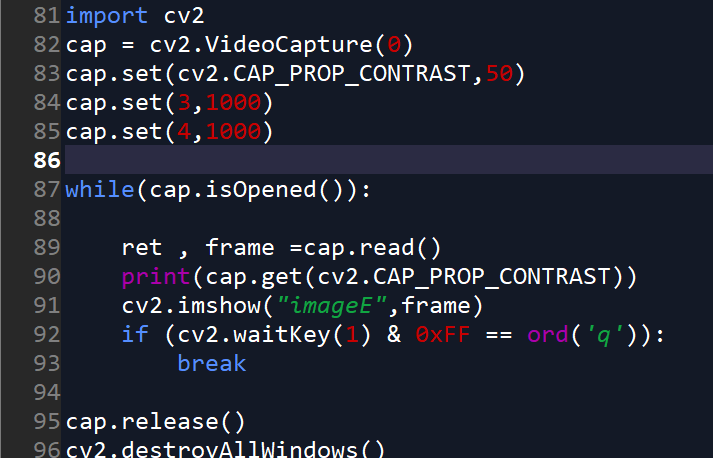 81 import cv2
82 cap = cv2.VideoCapture(0)
83 cap.set(cv2.CAP_PROP_CONTRAST,50)
84 cap.set(3,1000)
85 cap.set(4,1000)
86
87 while(cap.isOpened()):
88
89     ret , frame =cap.read()
90     print(cap.get(cv2.CAP_PROP_CONTRAST))
91     cv2.imshow("imageE",frame)
92     if (cv2.waitKey(1) & 0xFF == ord('q')):
93         break
94
95 cap.release()
96 cv2.destroyAllWindows()